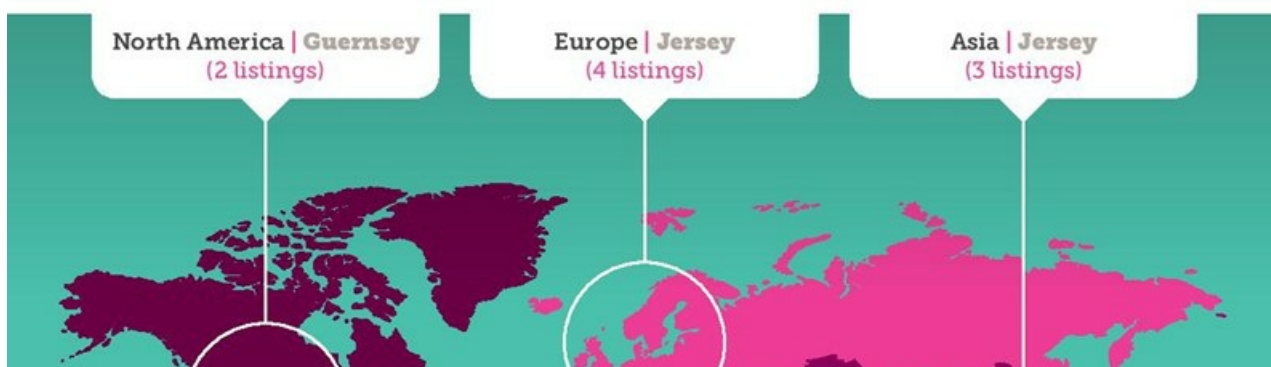 North America | Guernsey
(2 listings)
Europe | Jersey
(4 listings)
Asia | Jersey
(3 listings)